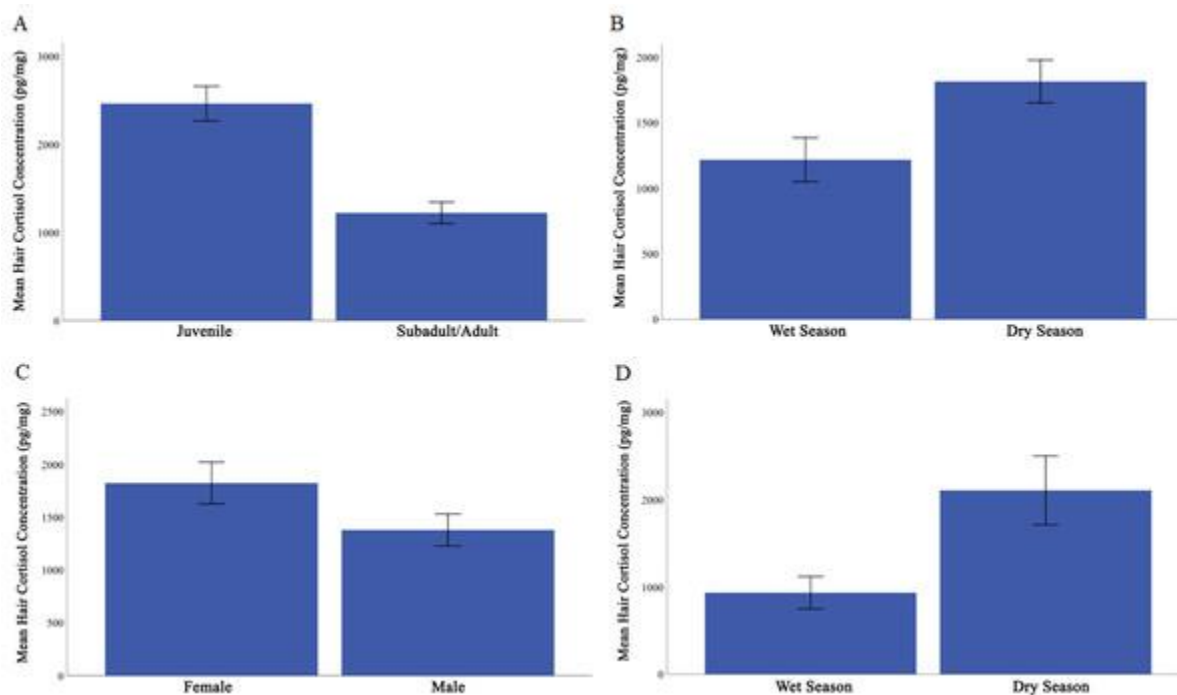 A
Mean Hair Cortisol Concentration (pg/mg)
3000
2000
1000
0
Juvenile
Subadult/Adult
B
Mean Hair Cortisol Concentration (pg/mg)
2000
1500
1000
500
0
Wet Season
Dry Season
C
Mean Hair Cortisol Concentration (pg/mg)
2500
2000
1500
1000
500
0
Female
Male
D
Mean Hair Cortisol Concentration (pg/mg)
3000
2000
1000
0
Wet Season
Dry Season